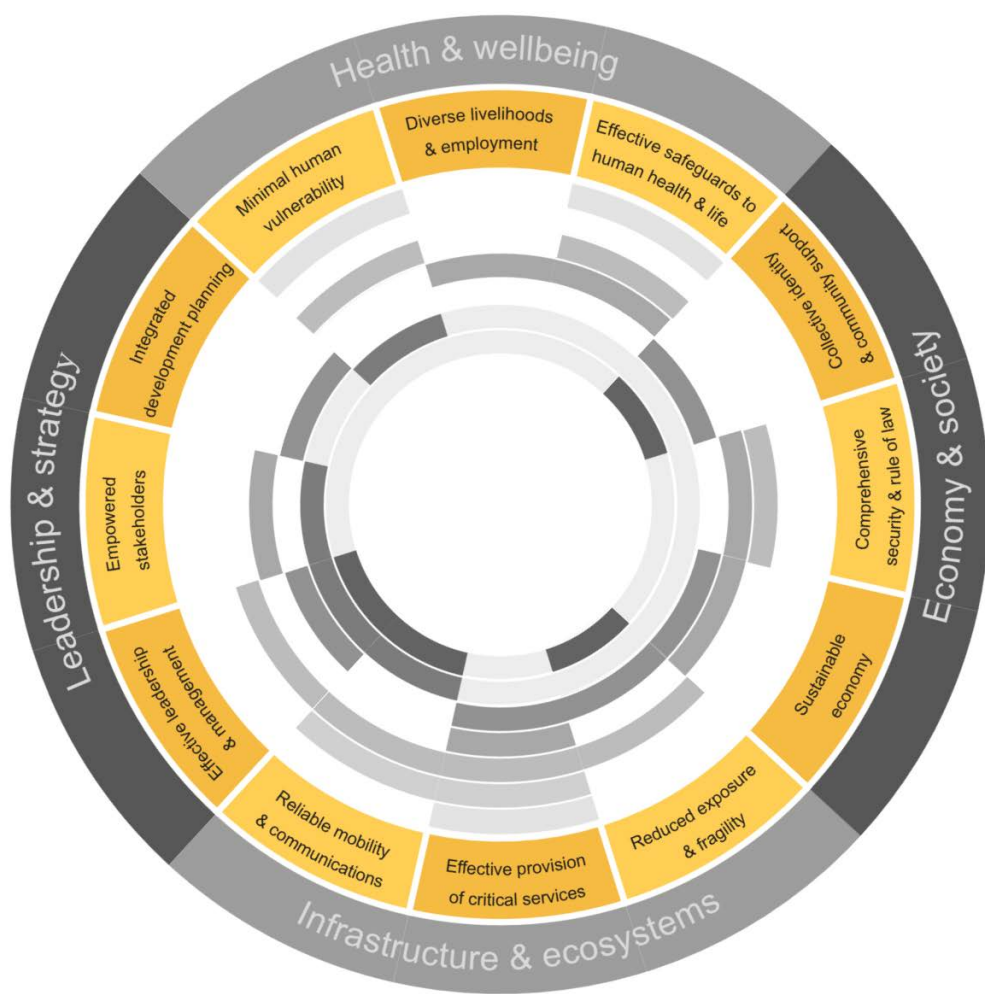 Health & wellbeing
Diverse livelihoods
& employment
Effective safeguards to
human health & life
Collective identity
& community support
Economy & society
Comprehensive
security & rule of law
Sustainable
economy
Reduced exposure
& fragility
Infrastructure & ecosystems
Effective provision
of critical services
Reliable mobility
& communications
Effective leadership
& management
Leadership & strategy
Empowered
stakeholders
Integrated
development planning
Minimal human
vulnerability